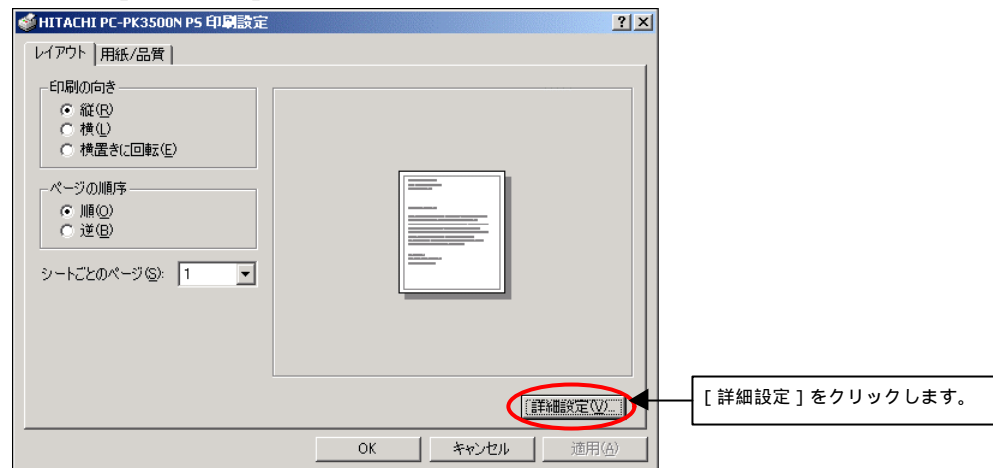 HITACHI PC-PK3500N PS 印刷設定
レイアウト 用紙/品質
印刷の向き
縦(R)
横(L)
横置きに回転(E)
ページの順序
順(O)
逆(B)
シートごとのページ(S): 1
詳細設定(V)...
[詳細設定]をクリックします。
OK キャンセル 適用(A)